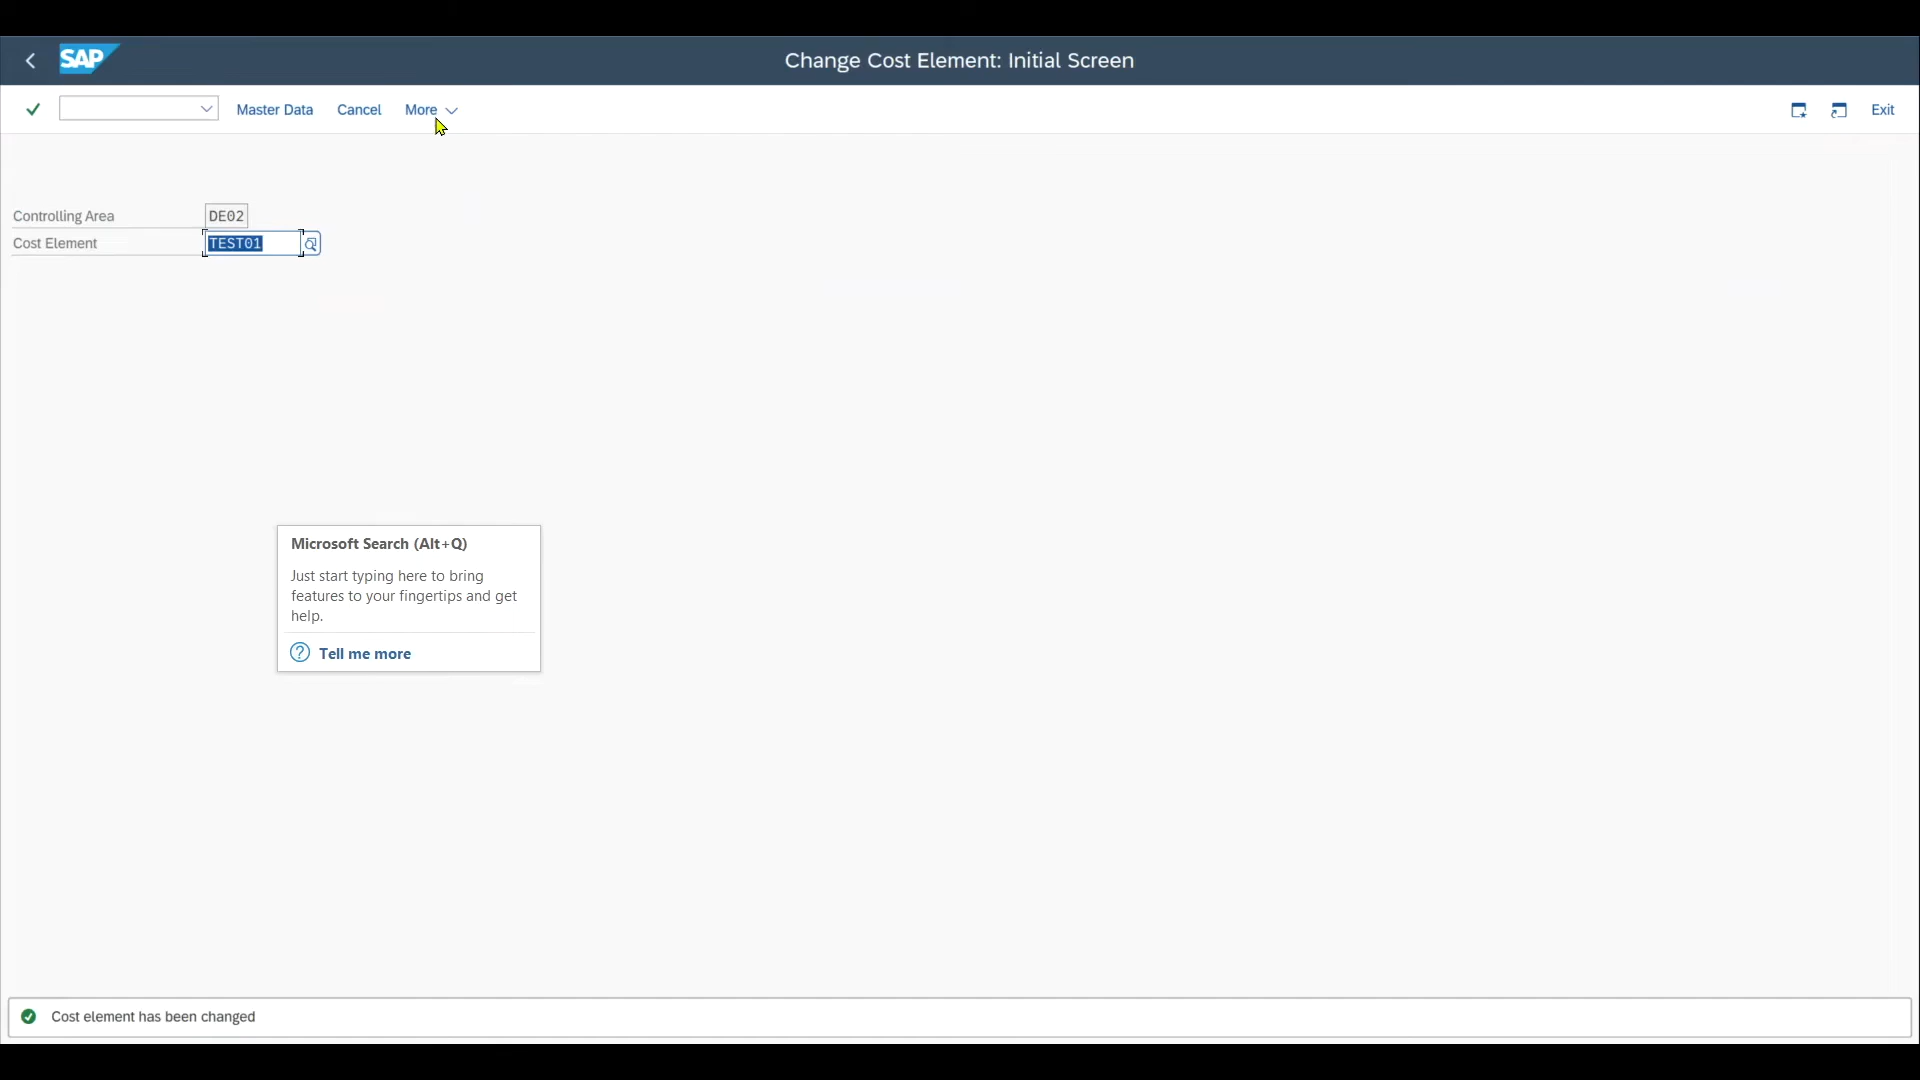 SAP
Change Cost Element: Initial Screen
Master Data Cancel More Exit
Controlling Area DE02
Cost Element TEST01
Microsoft Search (Alt+Q)
Just start typing here to bring
features to your fingertips and get
help.
Tell me more
Cost element has been changed